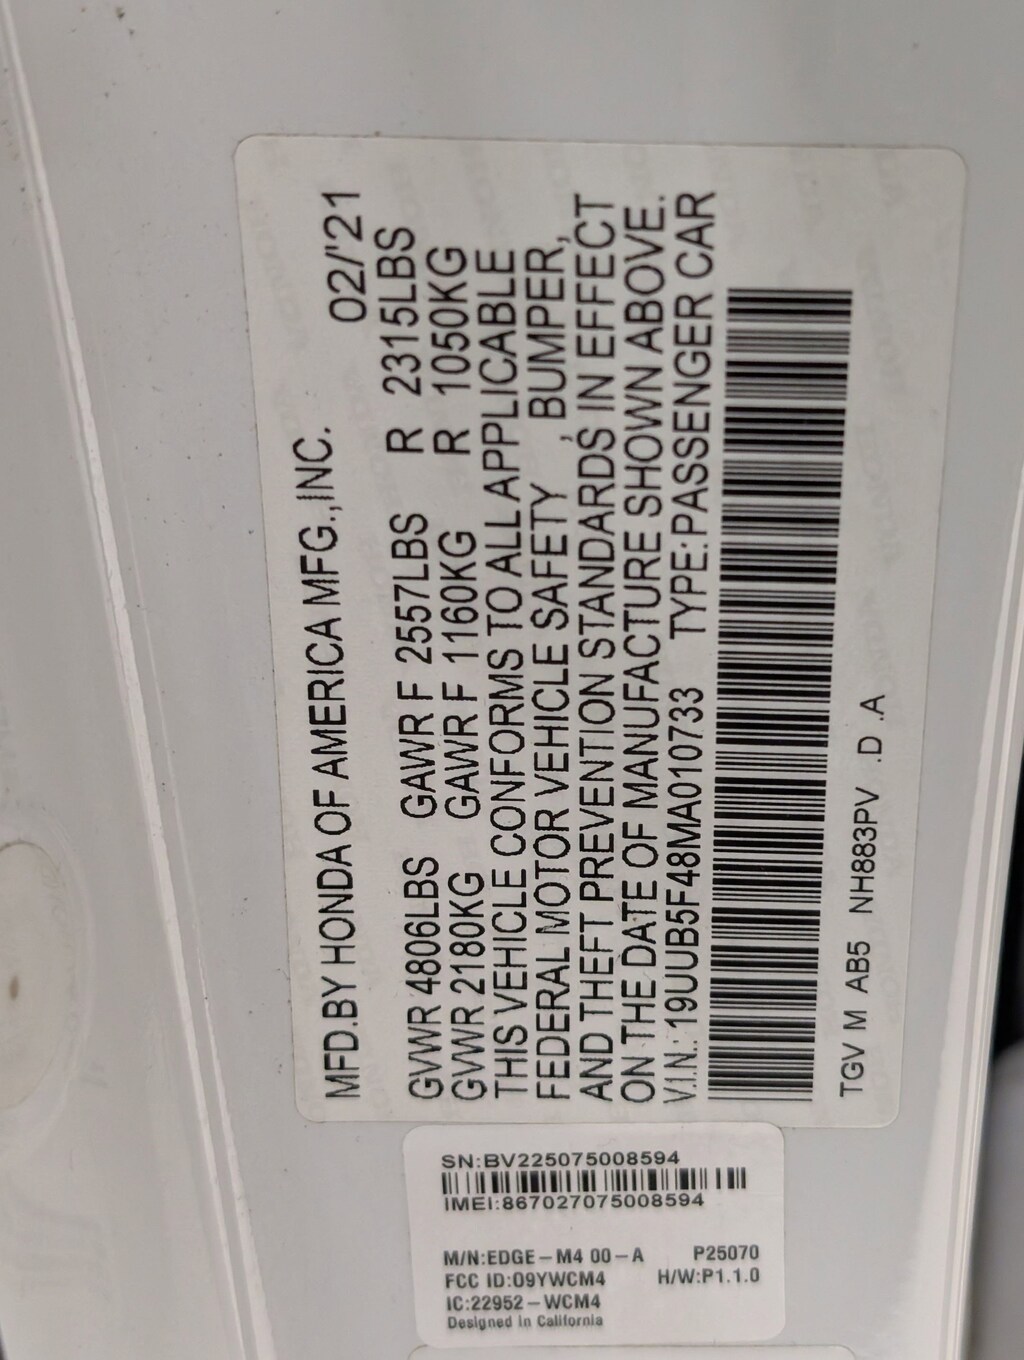 MFD.BY HONDA OF AMERICA MFG.,INC. 02/'21
GVWR 4806LBS GAWR F 2557LBS R 2315LBS
GVWR 2180KG GAWR F 1160KG R 1050KG
THIS VEHICLE CONFORMS TO ALL APPLICABLE
FEDERAL MOTOR VEHICLE SAFETY , BUMPER,
AND THEFT PREVENTION STANDARDS IN EFFECT
ON THE DATE OF MANUFACTURE SHOWN ABOVE.
V.I.N.: 19UUB5F48MA010733 TYPE:PASSENGER CAR
TGV M AB5 NH883PV .D .A
SN:BV225075008594
IMEI:867027075008594
M/N:EDGE-M4 00-A P25070
FCC ID:O9YWCM4 H/W:P1.1.0
IC:22952-WCM4
Designed in California